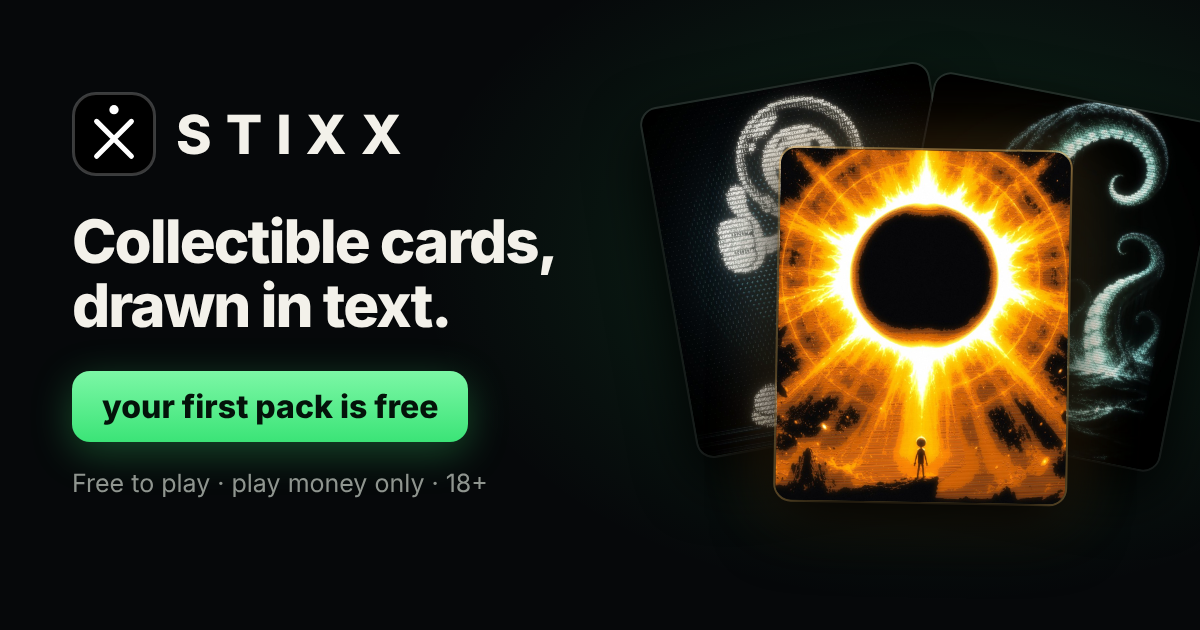 STIXX
Collectible cards,
drawn in text.
your first pack is free
Free to play · play money only · 18+